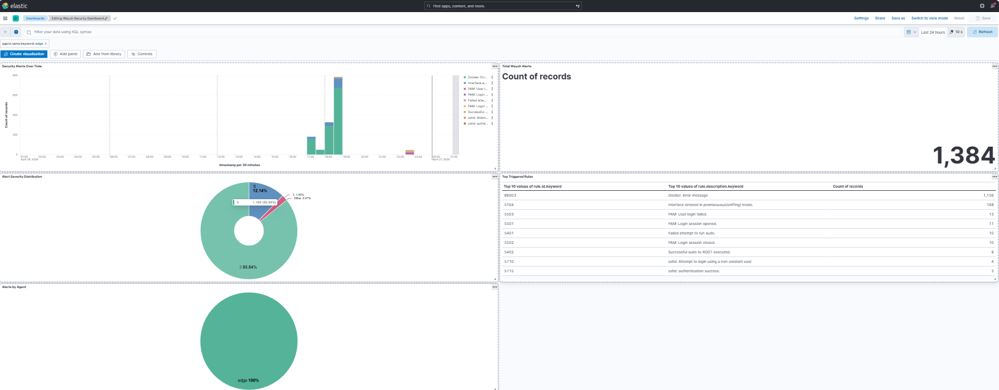 elastic
Find apps, content, and more.
D
Dashboards
Editing Wazuh Security Dashboard
Settings
Share
Save as
Switch to view mode
Reset
Save
Filter your data using KQL syntax
Last 24 hours
10 s
Refresh
agent.name.keyword: edge ×
Create visualization
Add panel
Add from library
Controls
Security Alerts Over Time
Count of records
800
600
400
200
0
01:00 02:00 03:00 04:00 05:00 06:00 07:00 08:00 09:00 10:00 11:00 12:00 13:00 14:00 15:00 16:00 17:00 18:00 19:00 20:00 21:00 22:00 23:00 00:00 01:00
April 26, 2026 April 27, 2026
timestamp per 30 minutes
Docker: Err...
Interface e...
PAM: User l...
PAM: Login ...
Failed atte...
PAM: Login ...
Successful ...
sshd: Attem...
sshd: authe...
Total Wazuh Alerts
Count of records
1,384
Alert Severity Distribution
8
12.14%
5 1.95%
Other 0.07%
3 1,188 (85.84%)
3 85.84%
Top Triggered Rules
Top 10 values of rule.id.keyword Top 10 values of rule.description.keyword Count of records
86003 Docker: Error message 1,156
5104 Interface entered in promiscuous(sniffing) mode. 168
5503 PAM: User login failed. 13
5501 PAM: Login session opened. 11
5401 Failed attempt to run sudo. 10
5502 PAM: Login session closed. 10
5402 Successful sudo to ROOT executed. 8
5710 sshd: Attempt to login using a non-existent user 4
5715 sshd: authentication success. 3
Alerts by Agent
edge 100%